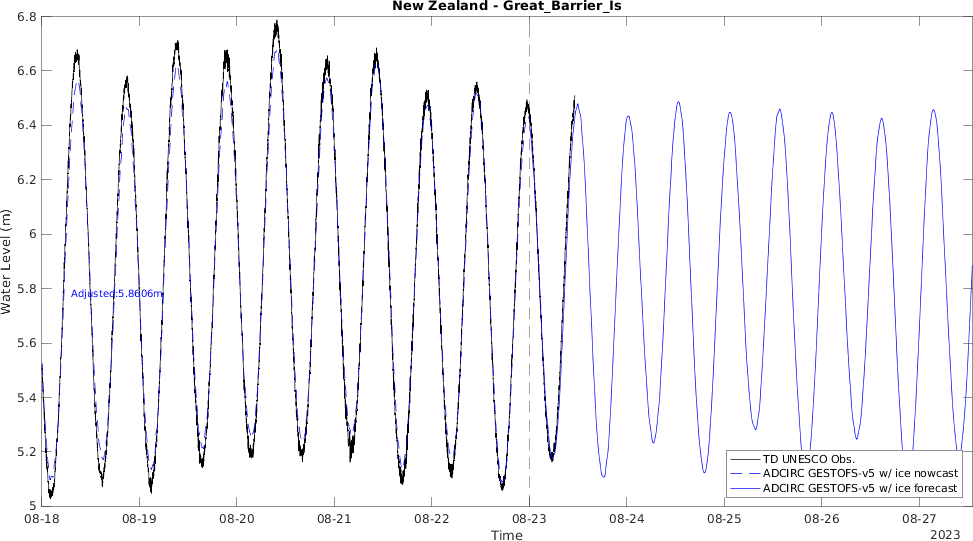 New Zealand - Great_Barrier_Is
6.8
6.6
6.4
6.2
6
5.8
5.6
5.4
5.2
5
Water Level (m)
Adjusted:5.8606m
TD UNESCO Obs.
ADCIRC GESTOFS-v5 w/ ice nowcast
ADCIRC GESTOFS-v5 w/ ice forecast
08-18 08-19 08-20 08-21 08-22 08-23 08-24 08-25 08-26 08-27
Time
2023